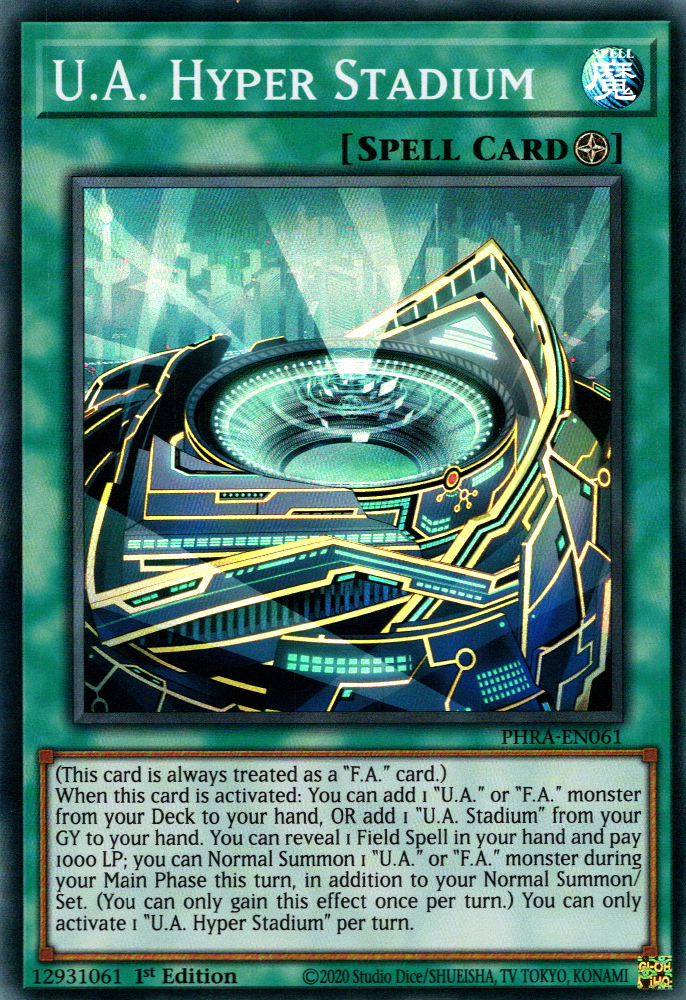 U.A. Hyper Stadium
SPELL
魔
[Spell Card]
PHRA-EN061
(This card is always treated as a "F.A." card.)
When this card is activated: You can add 1 "U.A." or "F.A." monster
from your Deck to your hand, OR add 1 "U.A. Stadium" from your
GY to your hand. You can reveal 1 Field Spell in your hand and pay
1000 LP; you can Normal Summon 1 "U.A." or "F.A." monster during
your Main Phase this turn, in addition to your Normal Summon/
Set. (You can only gain this effect once per turn.) You can only
activate 1 "U.A. Hyper Stadium" per turn.
12931061 1st Edition ©2020 Studio Dice/SHUEISHA, TV TOKYO, KONAMI